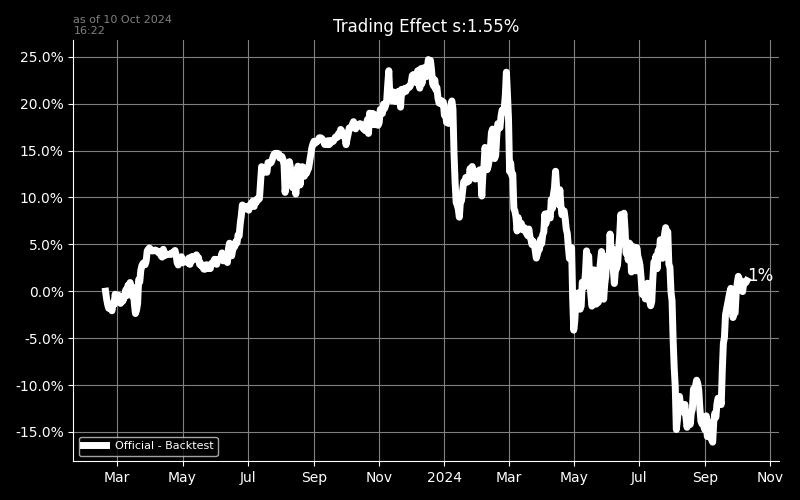 as of 10 Oct 2024
16:22
Trading Effect s:1.55%
25.0%
20.0%
15.0%
10.0%
5.0%
0.0%
-5.0%
-10.0%
-15.0%
1%
Official - Backtest
Mar May Jul Sep Nov 2024 Mar May Jul Sep Nov